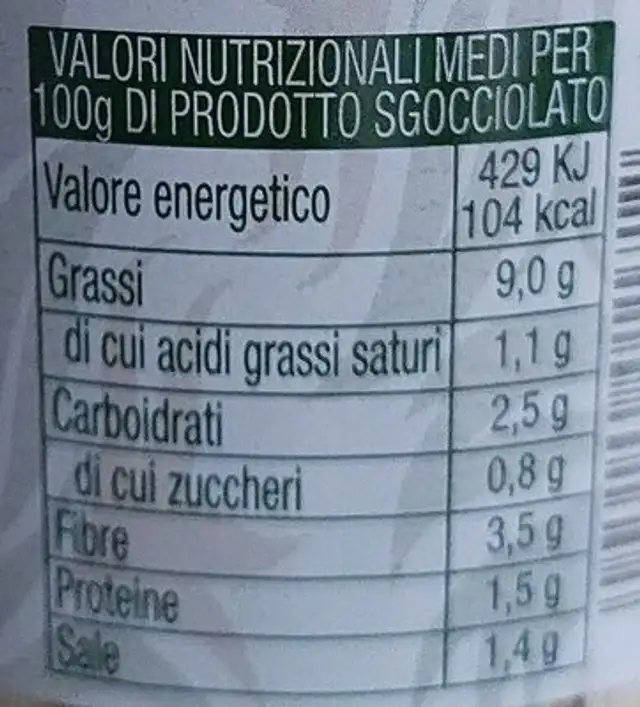 VALORI NUTRIZIONALI MEDI PER
100g DI PRODOTTO SGOCCIOLATO
Valore energetico 429 KJ
104 kcal
Grassi 9,0 g
di cui acidi grassi saturi 1,1 g
Carboidrati 2,5 g
di cui zuccheri 0,8 g
Fibre 3,5 g
Proteine 1,5 g
Sale 1,4 g